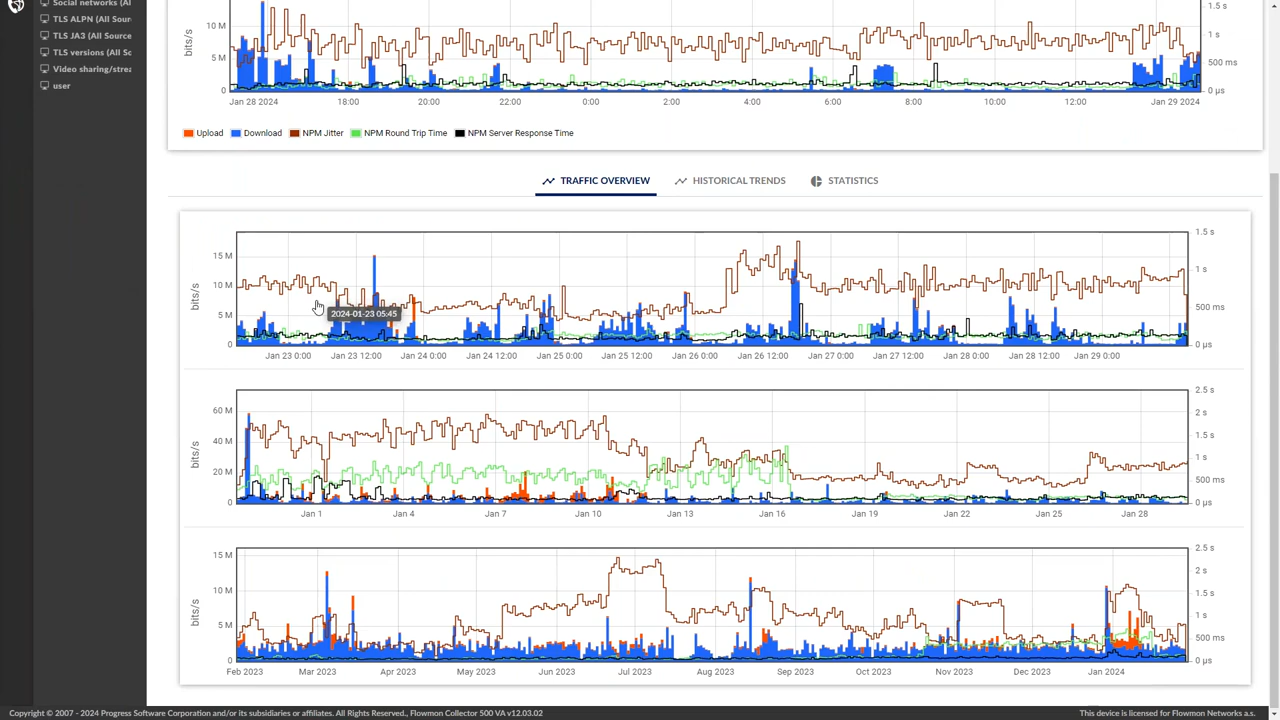 Social networks (Al
TLS ALPN (All Sour
TLS JA3 (All Source
TLS versions (All Sc
Video sharing/strea
user
bits/s
10 M
5 M
0
1.5 s
1 s
500 ms
0 µs
Jan 28 2024 18:00 20:00 22:00 0:00 2:00 4:00 6:00 8:00 10:00 12:00 Jan 29 2024
Upload Download NPM Jitter NPM Round Trip Time NPM Server Response Time
TRAFFIC OVERVIEW HISTORICAL TRENDS STATISTICS
bits/s
15 M
10 M
5 M
0
1.5 s
1 s
500 ms
0 µs
2024-01-23 05:45
Jan 23 0:00 Jan 23 12:00 Jan 24 0:00 Jan 24 12:00 Jan 25 0:00 Jan 25 12:00 Jan 26 0:00 Jan 26 12:00 Jan 27 0:00 Jan 27 12:00 Jan 28 0:00 Jan 28 12:00 Jan 29 0:00
bits/s
60 M
40 M
20 M
0
2.5 s
2 s
1.5 s
1 s
500 ms
0 µs
Jan 1 Jan 4 Jan 7 Jan 10 Jan 13 Jan 16 Jan 19 Jan 22 Jan 25 Jan 28
bits/s
15 M
10 M
5 M
0
2.5 s
2 s
1.5 s
1 s
500 ms
0 µs
Feb 2023 Mar 2023 Apr 2023 May 2023 Jun 2023 Jul 2023 Aug 2023 Sep 2023 Oct 2023 Nov 2023 Dec 2023 Jan 2024
Copyright © 2007 - 2024 Progress Software Corporation and/or its subsidiaries or affiliates. All Rights Reserved., Flowmon Collector 500 VA v12.03.02
This device is licensed for Flowmon Networks a.s.